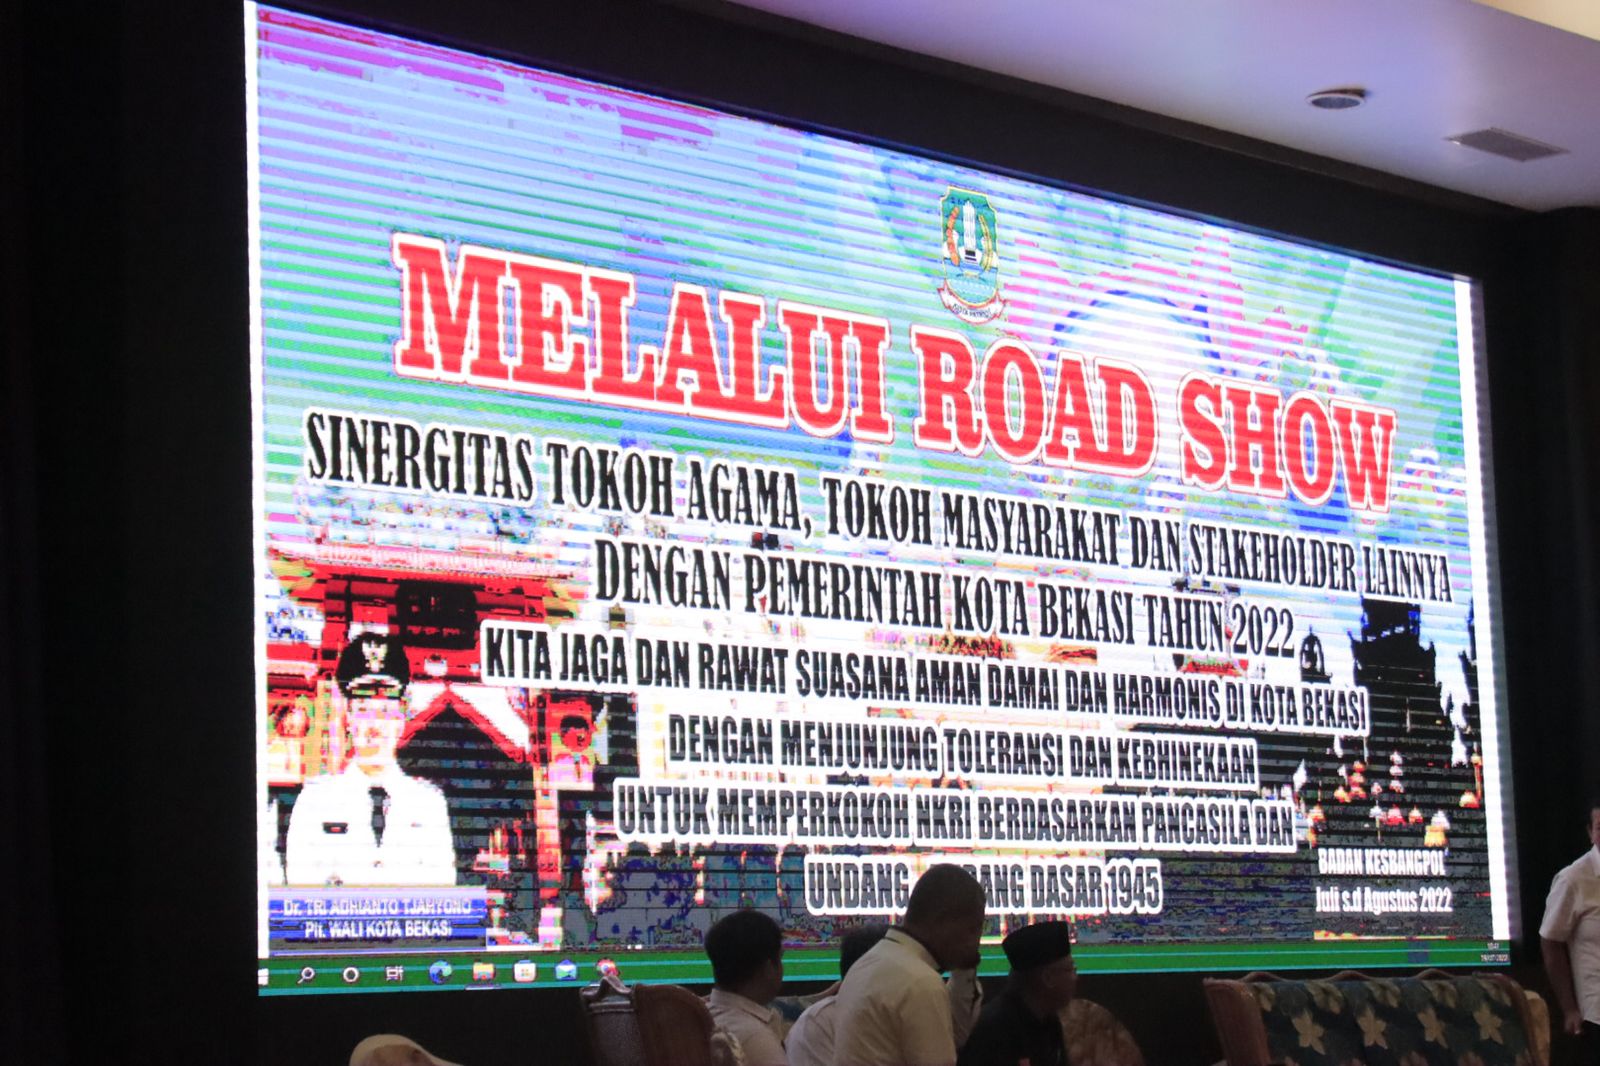 KOTA PATRIOT
MELALUI ROAD SHOW
SINERGITAS TOKOH AGAMA, TOKOH MASYARAKAT DAN STAKEHOLDER LAINNYA
DENGAN PEMERINTAH KOTA BEKASI TAHUN 2022
KITA JAGA DAN RAWAT SUASANA AMAN DAMAI DAN HARMONIS DI KOTA BEKASI
DENGAN MENJUNJUNG TOLERANSI DAN KEBHINEKAAN
UNTUK MEMPERKOKOH NKRI BERDASARKAN PANCASILA DAN
UNDANG DASAR 1945
Dr. TRI ADHIANTO TJAHYONO
Plt. WALI KOTA BEKASI
BADAN KESBANGPOL
Juli s.d Agustus 2022